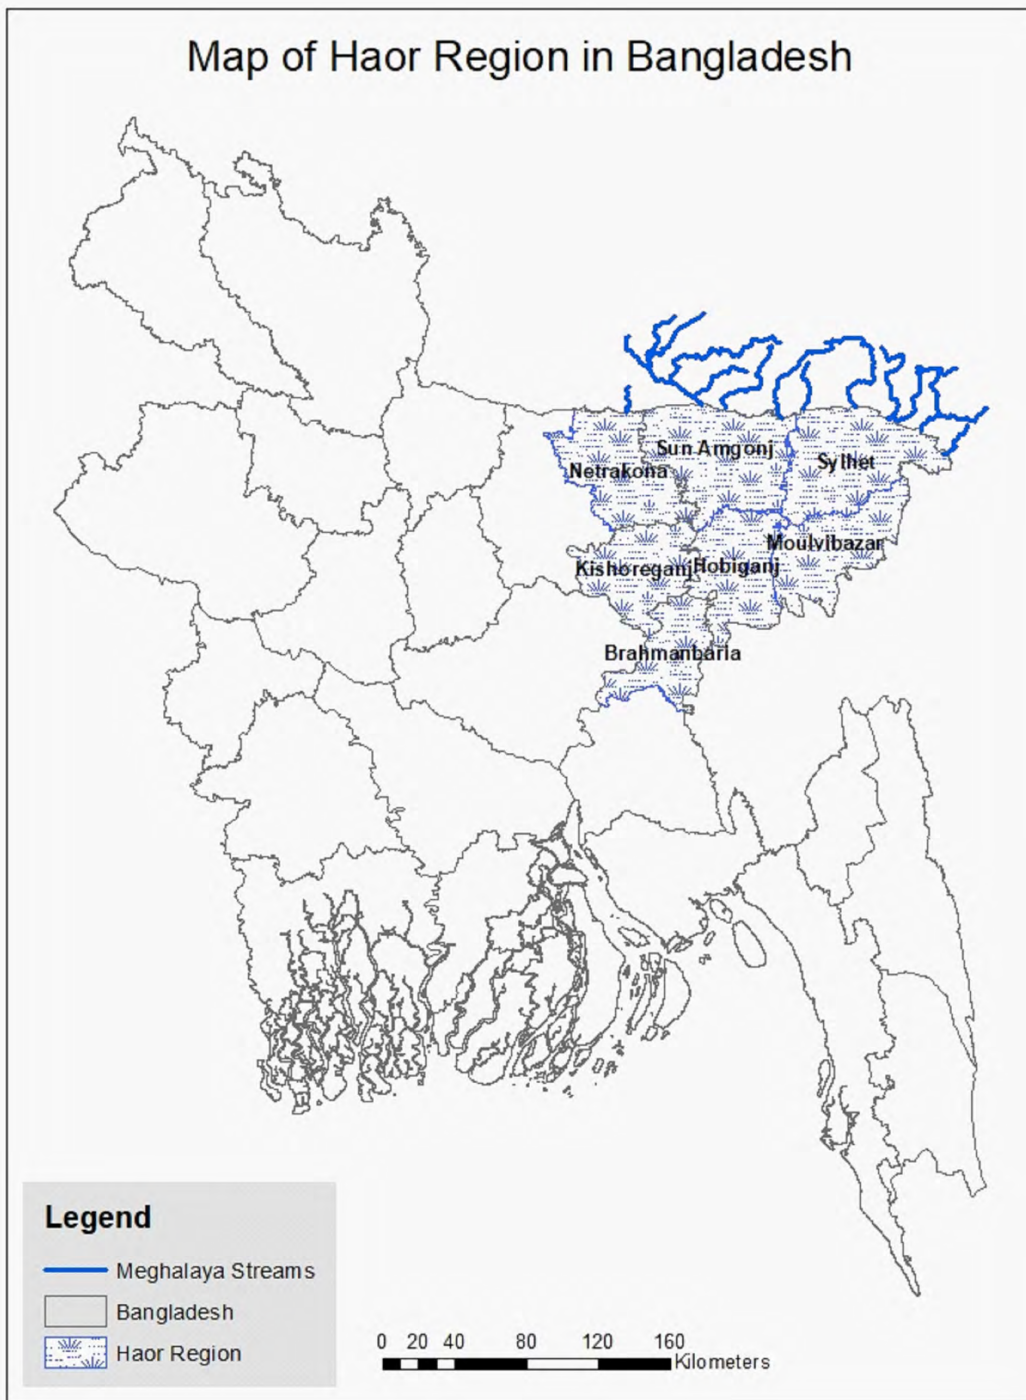 Map of Haor Region in Bangladesh
Sun Amgonj
Sylhet
Netrakona
Moulvibazar
Kishoreganj
Hobiganj
Brahmanbaria
Legend
Meghalaya Streams
Bangladesh
Haor Region
0 20 40 80 120 160
Kilometers